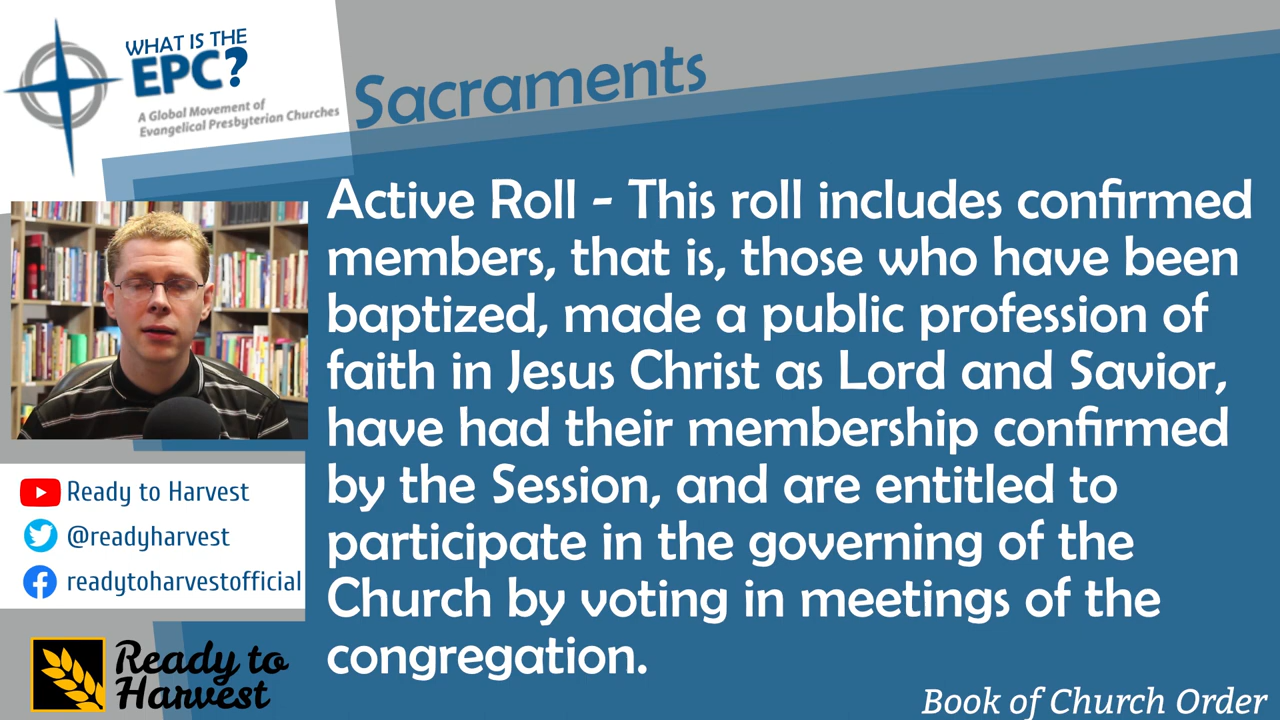 WHAT IS THE
EPC?
A Global Movement of
Evangelical Presbyterian Churches
Sacraments
Active Roll - This roll includes confirmed
members, that is, those who have been
baptized, made a public profession of
faith in Jesus Christ as Lord and Savior,
have had their membership confirmed
by the Session, and are entitled to
participate in the governing of the
Church by voting in meetings of the
congregation.
Book of Church Order
Ready to Harvest
@readyharvest
readytoharvestofficial
Ready to
Harvest